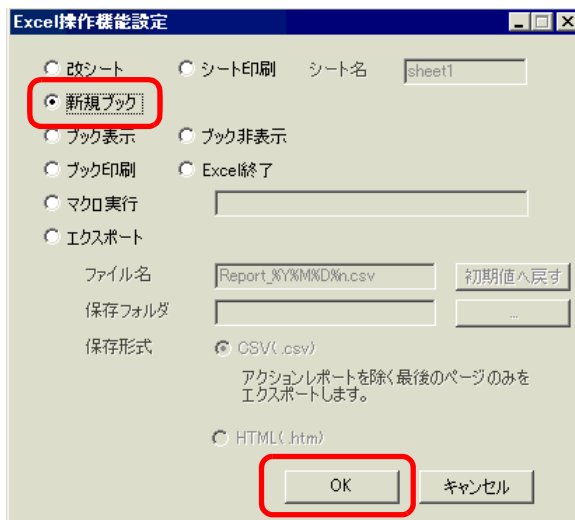 Excel操作機能設定
改シート シート印刷 シート名 sheet1
新規ブック
ブック表示 ブック非表示
ブック印刷 Excel終了
マクロ実行
エクスポート
ファイル名 Report_%Y%M%D%n.csv 初期値へ戻す
保存フォルダ ...
保存形式 CSV(.csv)
アクションレポートを除く最後のページのみを
エクスポートします。
HTML(.htm)
OK キャンセル